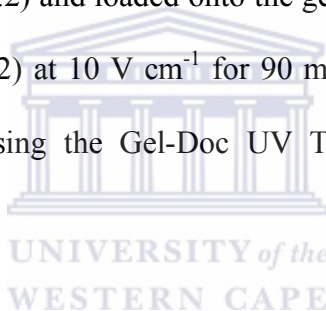 .2) and loaded onto the ge
2) at 10 V cm⁻¹ for 90 m
sing the Gel-Doc UV T
UNIVERSITY of the
WESTERN CAPE